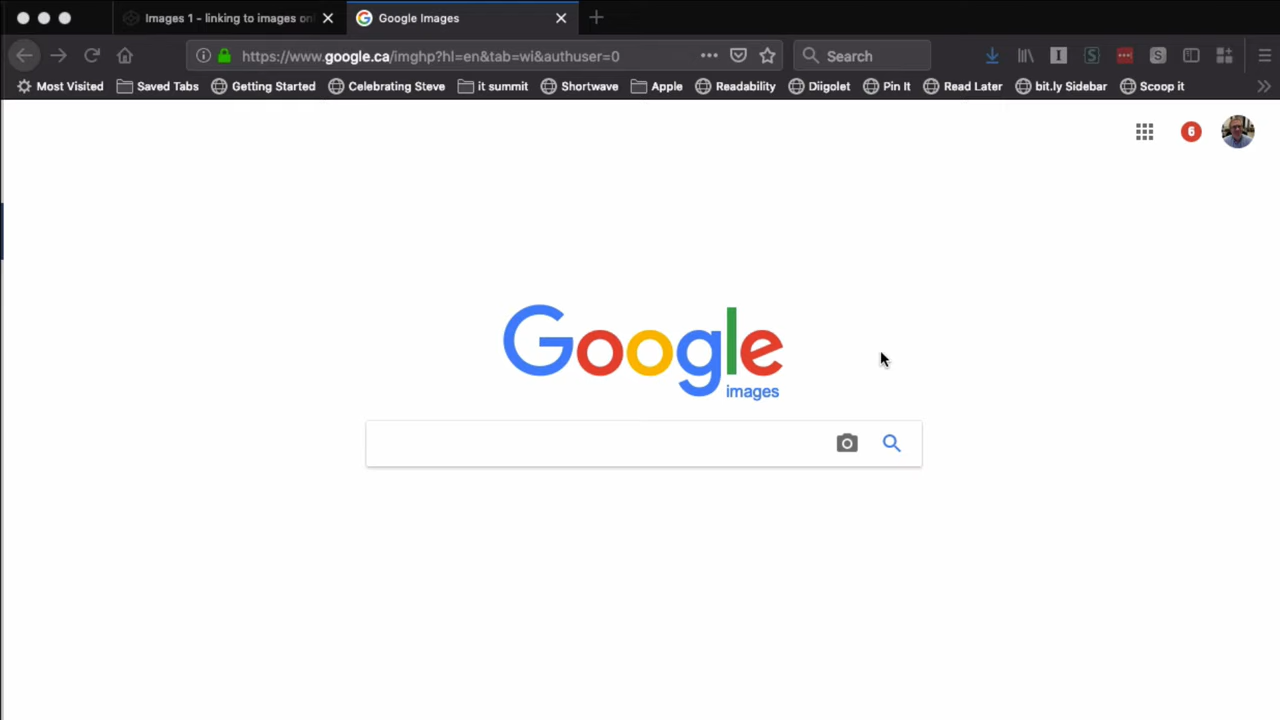 Images 1 - linking to images on
Google Images
https://www.google.ca/imghp?hl=en&tab=wi&authuser=0
Search
Most Visited
Saved Tabs
Getting Started
Celebrating Steve
it summit
Shortwave
Apple
Readability
Diigolet
Pin It
Read Later
bit.ly Sidebar
Scoop it
6
Google
images